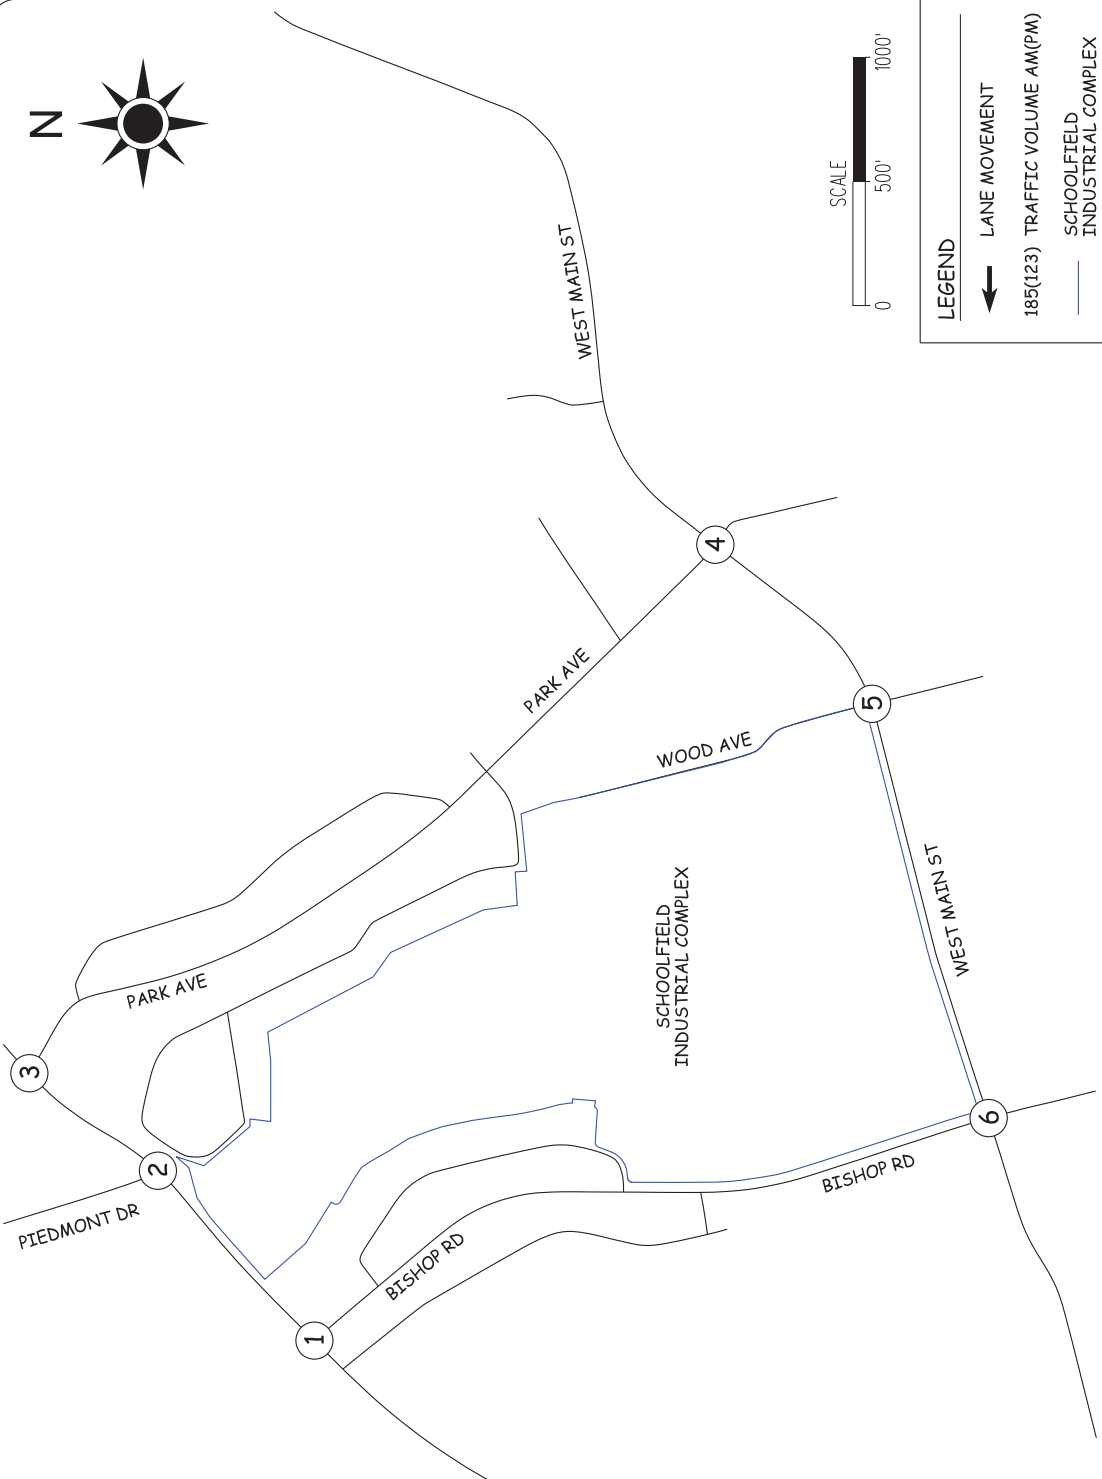 N
WEST MAIN ST
SCALE
0 500' 1000'
LEGEND
LANE MOVEMENT
185(123) TRAFFIC VOLUME AM(PM)
SCHOOLFIELD
INDUSTRIAL COMPLEX
4
PARK AVE
5
WOOD AVE
WEST MAIN ST
SCHOOLFIELD
INDUSTRIAL COMPLEX
PARK AVE
3
2
PIEDMONT DR
6
BISHOP RD
BISHOP RD
1